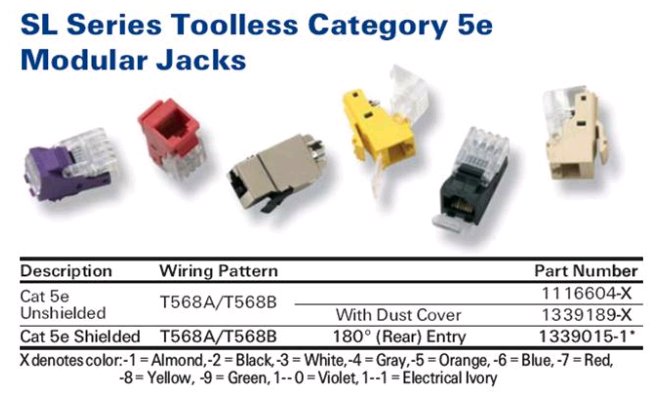 SL Series Toolless Category 5e
Modular Jacks
Description Wiring Pattern Part Number
Cat 5e
Unshielded T568A/T568B 1116604-X
With Dust Cover 1339189-X
Cat 5e Shielded T568A/T568B 180° (Rear) Entry 1339015-1*
X denotes color:-1 = Almond,-2 = Black,-3 = White,-4 = Gray,-5 = Orange, -6 = Blue, -7 = Red,
-8 = Yellow, -9 = Green, 1--0 = Violet, 1--1 = Electrical Ivory